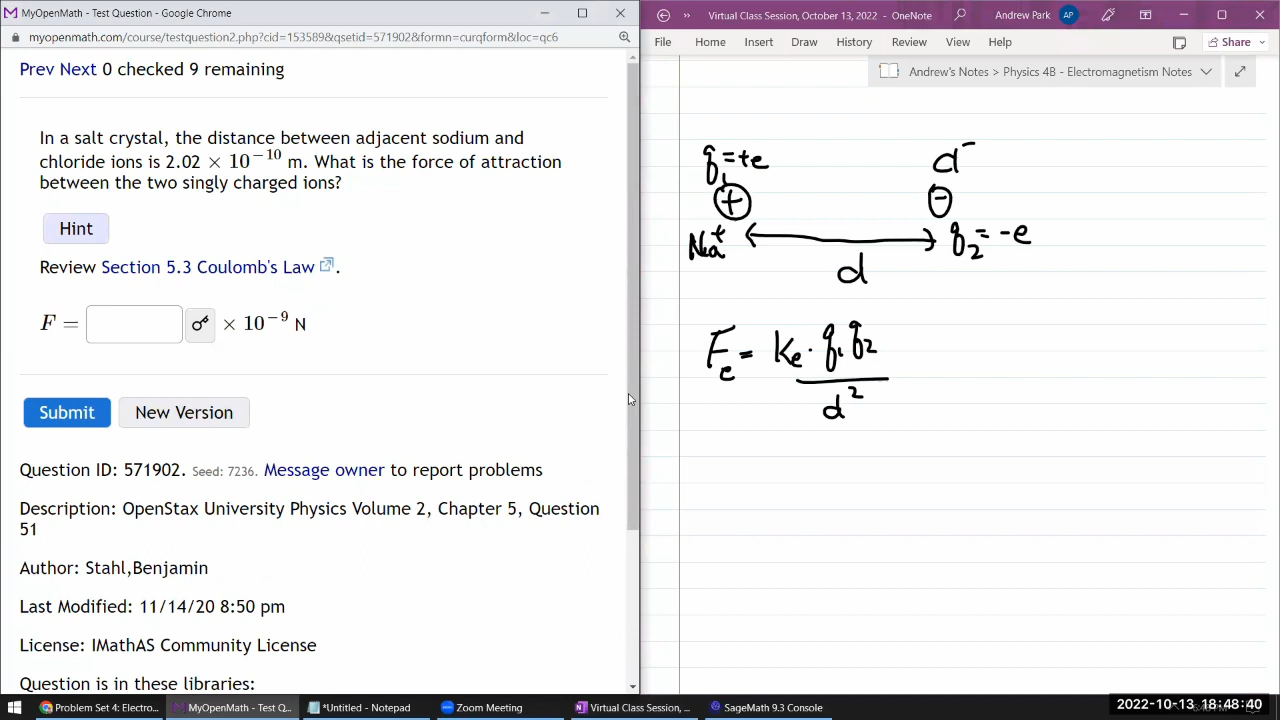 MyOpenMath - Test Question - Google Chrome
myopenmath.com/course/testquestion2.php?cid=153589&qsetid=571902&formn=curqform&loc=qc6
Prev Next 0 checked 9 remaining
In a salt crystal, the distance between adjacent sodium and
chloride ions is 2.02 × 10⁻¹⁰ m. What is the force of attraction
between the two singly charged ions?
Hint
Review Section 5.3 Coulomb's Law.
F = × 10⁻⁹ N
Submit New Version
Question ID: 571902. Seed: 7236. Message owner to report problems
Description: OpenStax University Physics Volume 2, Chapter 5, Question
51
Author: Stahl,Benjamin
Last Modified: 11/14/20 8:50 pm
License: IMathAS Community License
Question is in these libraries:
Virtual Class Session, October 13, 2022 - OneNote
Andrew Park AP
File Home Insert Draw History Review View Help Share
Andrew's Notes > Physics 4B - Electromagnetism Notes
q₁=+e
Cl⁻
+
-
Na⁺
q₂=-e
d
Fₑ = kₑ · q₁q₂
d²
Problem Set 4: Electro...
MyOpenMath - Test Q...
*Untitled - Notepad
Zoom Meeting
Virtual Class Session, ...
SageMath 9.3 Console
2022-10-13 18:48:40